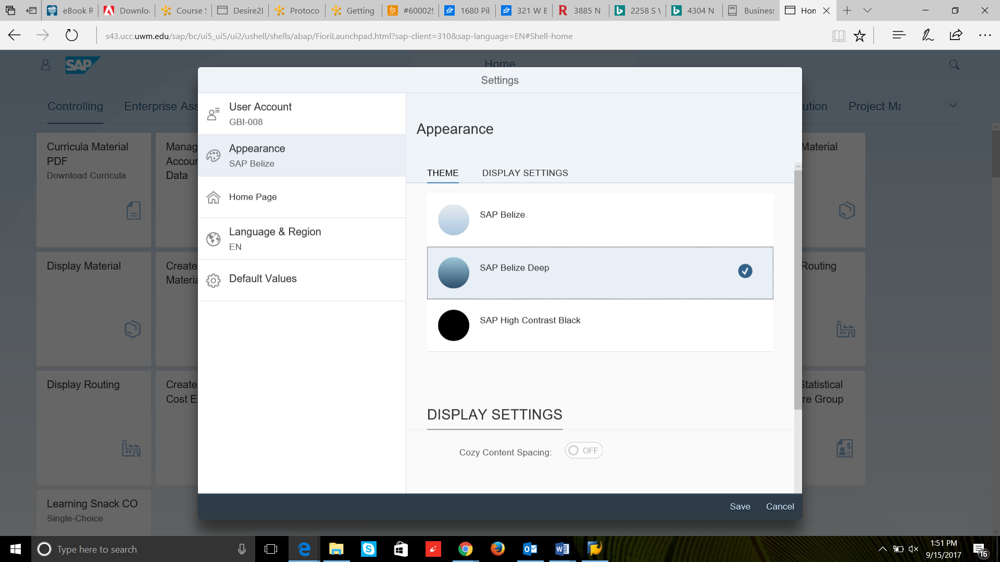 eBook R
Downlo
Course S
Desire2L
Protoco
Getting
#600029
1680 Pil
321 W B
3885 N
2258 S W
4304 N
Business
Hon
s43.ucc.uwm.edu/sap/bc/ui5_ui5/ui2/ushell/shells/abap/FioriLaunchpad.html?sap-client=310&sap-language=EN#Shell-home
SAP
Home
Controlling
Enterprise Ass
ution
Project Ma
Settings
User Account
GBI-008
Appearance
SAP Belize
Home Page
Language & Region
EN
Default Values
Appearance
THEME
DISPLAY SETTINGS
SAP Belize
SAP Belize Deep
SAP High Contrast Black
DISPLAY SETTINGS
Cozy Content Spacing:
OFF
Save
Cancel
Curricula Material
PDF
Download Curricula
Manag
Accour
Data
Material
Display Material
Create
Materia
Routing
Display Routing
Create
Cost E
Statistical
re Group
Learning Snack CO
Single-Choice
Type here to search
1:51 PM
9/15/2017
16